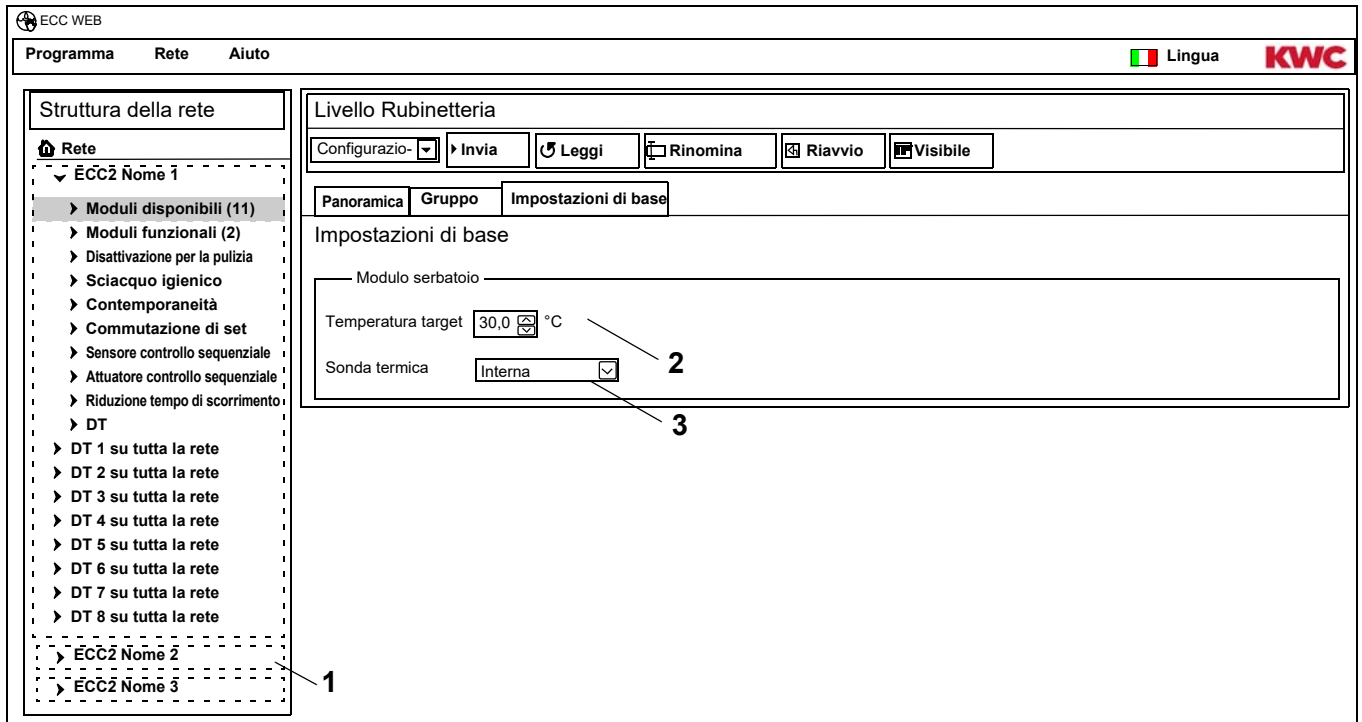 ECC WEB
Programma Rete Aiuto Lingua KWC
Struttura della rete
Rete
ECC2 Nome 1
Moduli disponibili (11)
Moduli funzionali (2)
Disattivazione per la pulizia
Sciacquo igienico
Contemporaneità
Commutazione di set
Sensore controllo sequenziale
Attuatore controllo sequenziale
Riduzione tempo di scorrimento
DT
DT 1 su tutta la rete
DT 2 su tutta la rete
DT 3 su tutta la rete
DT 4 su tutta la rete
DT 5 su tutta la rete
DT 6 su tutta la rete
DT 7 su tutta la rete
DT 8 su tutta la rete
ECC2 Nome 2
ECC2 Nome 3
1
Livello Rubinetteria
Configurazio- Invia Leggi Rinomina Riavvio Visibile
Panoramica Gruppo Impostazioni di base
Impostazioni di base
Modulo serbatoio
Temperatura target 30,0 °C
2
Sonda termica Interna
3